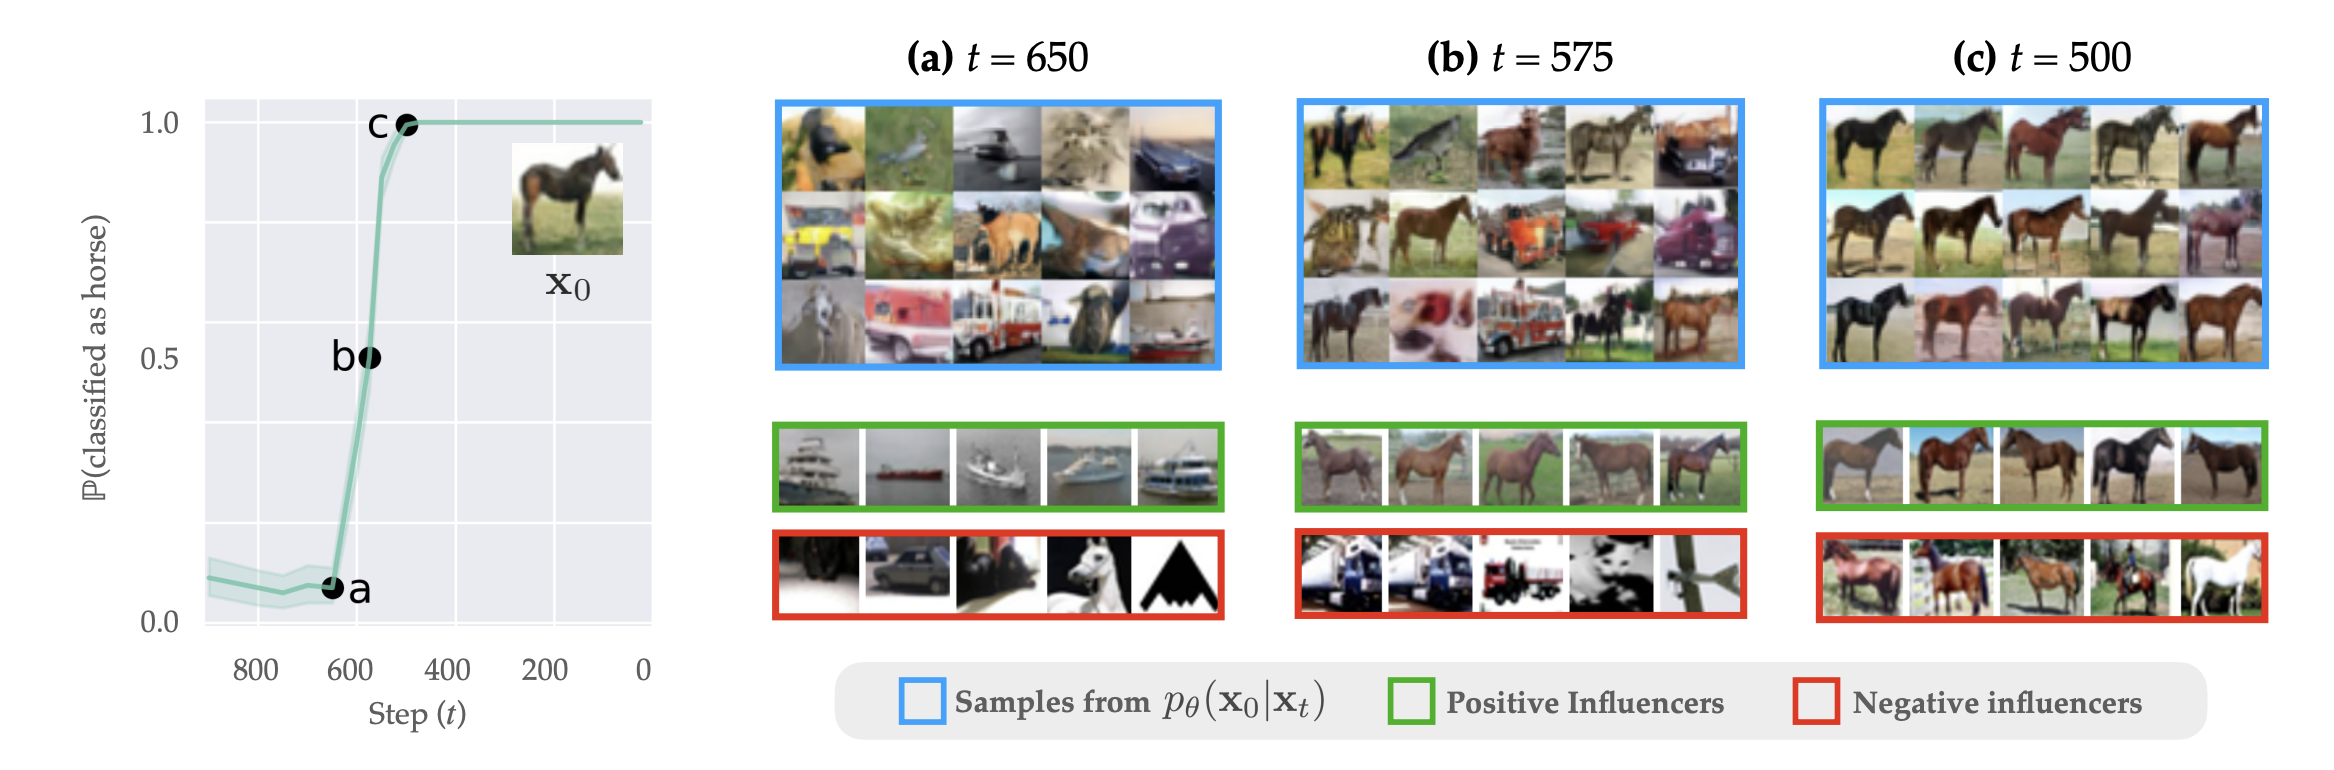 (a) t = 650
(b) t = 575
(c) t = 500
ℙ(classified as horse)
1.0
0.5
0.0
c
b
a
x₀
800 600 400 200 0
Step (t)
Samples from pθ(x₀|xₜ)
Positive Influencers
Negative influencers